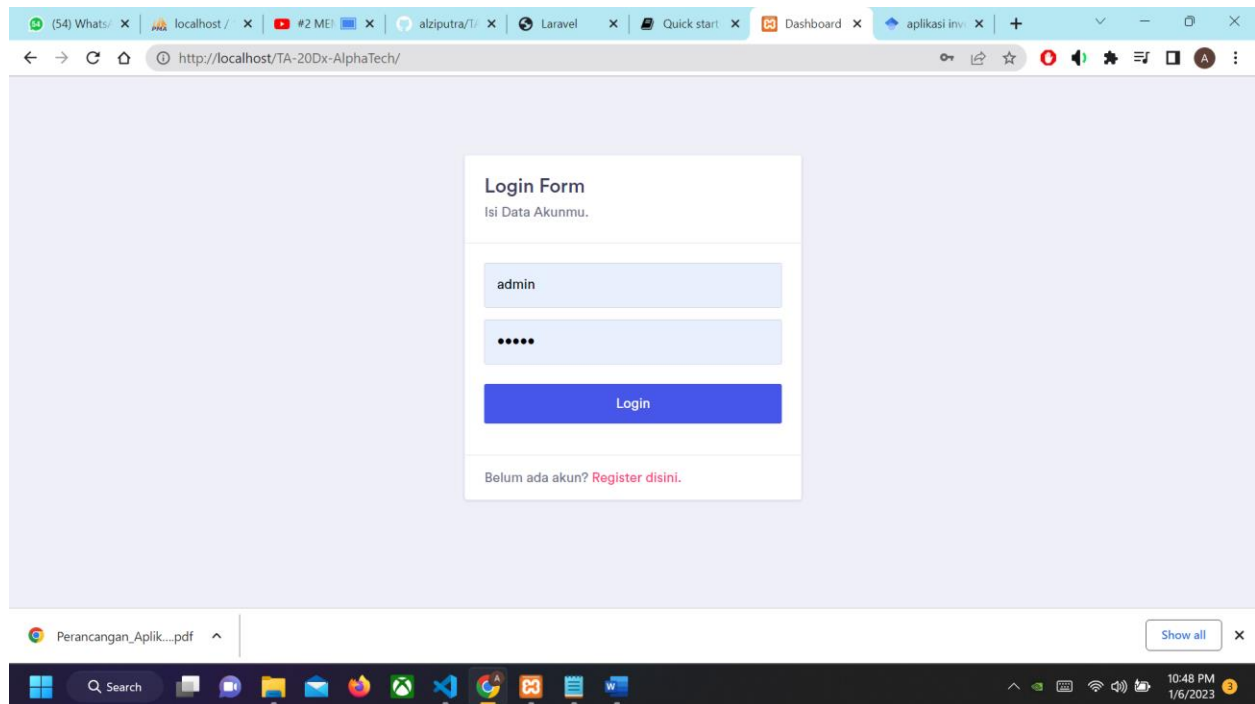 (54) Whats
localhost /
#2 ME
alziputra/T
Laravel
Quick start
Dashboard
aplikasi inv
http://localhost/TA-20Dx-AlphaTech/
A
Login Form
Isi Data Akunmu.
admin
•••••
Login
Belum ada akun? Register disini.
Perancangan_Aplik....pdf
Show all
Search
10:48 PM
1/6/2023
3